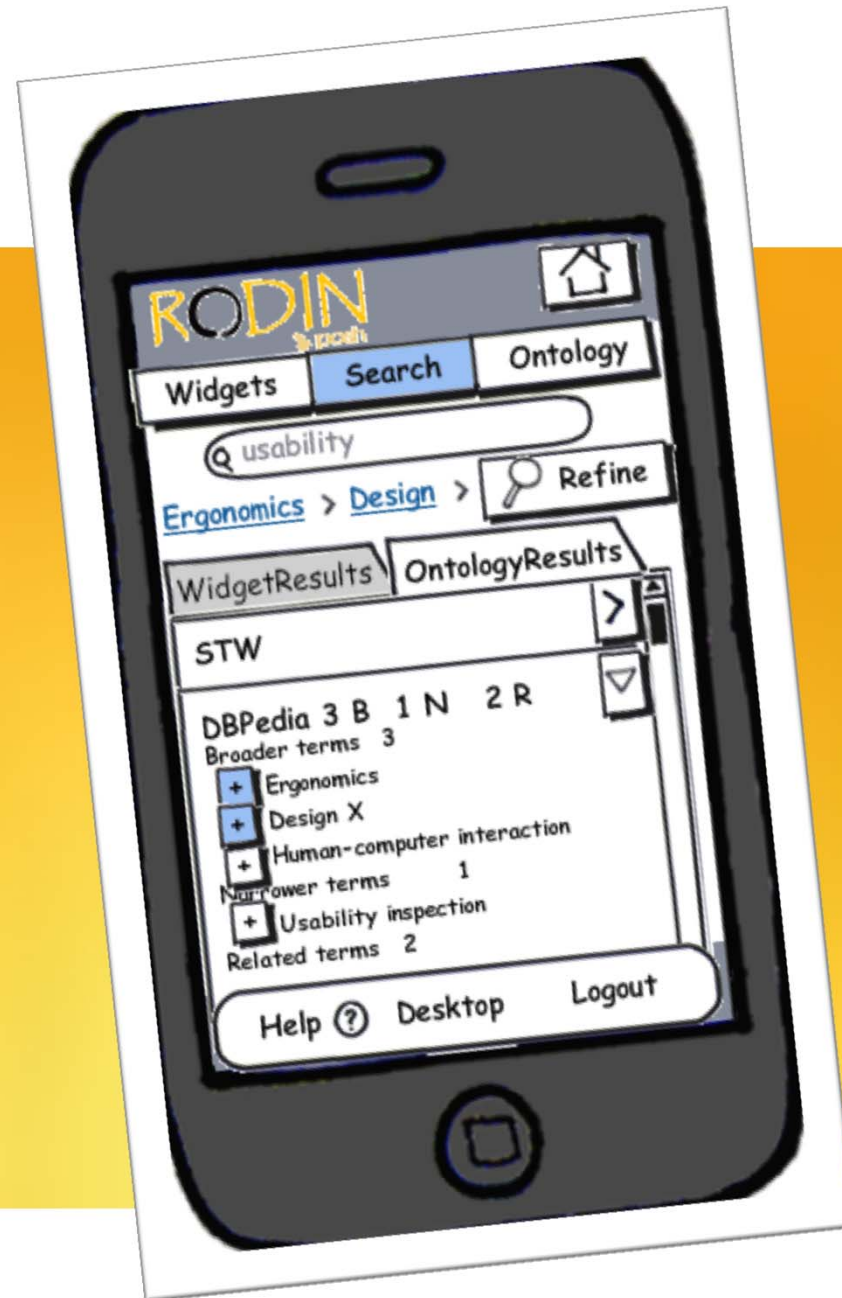 RODIN
Widgets Search Ontology
usability
Ergonomics > Design > Refine
WidgetResults OntologyResults
STW >
DBPedia 3 B 1 N 2 R
Broader terms 3
+ Ergonomics
+ Design X
+ Human-computer interaction
Narrower terms 1
+ Usability inspection
Related terms 2
Help ? Desktop Logout